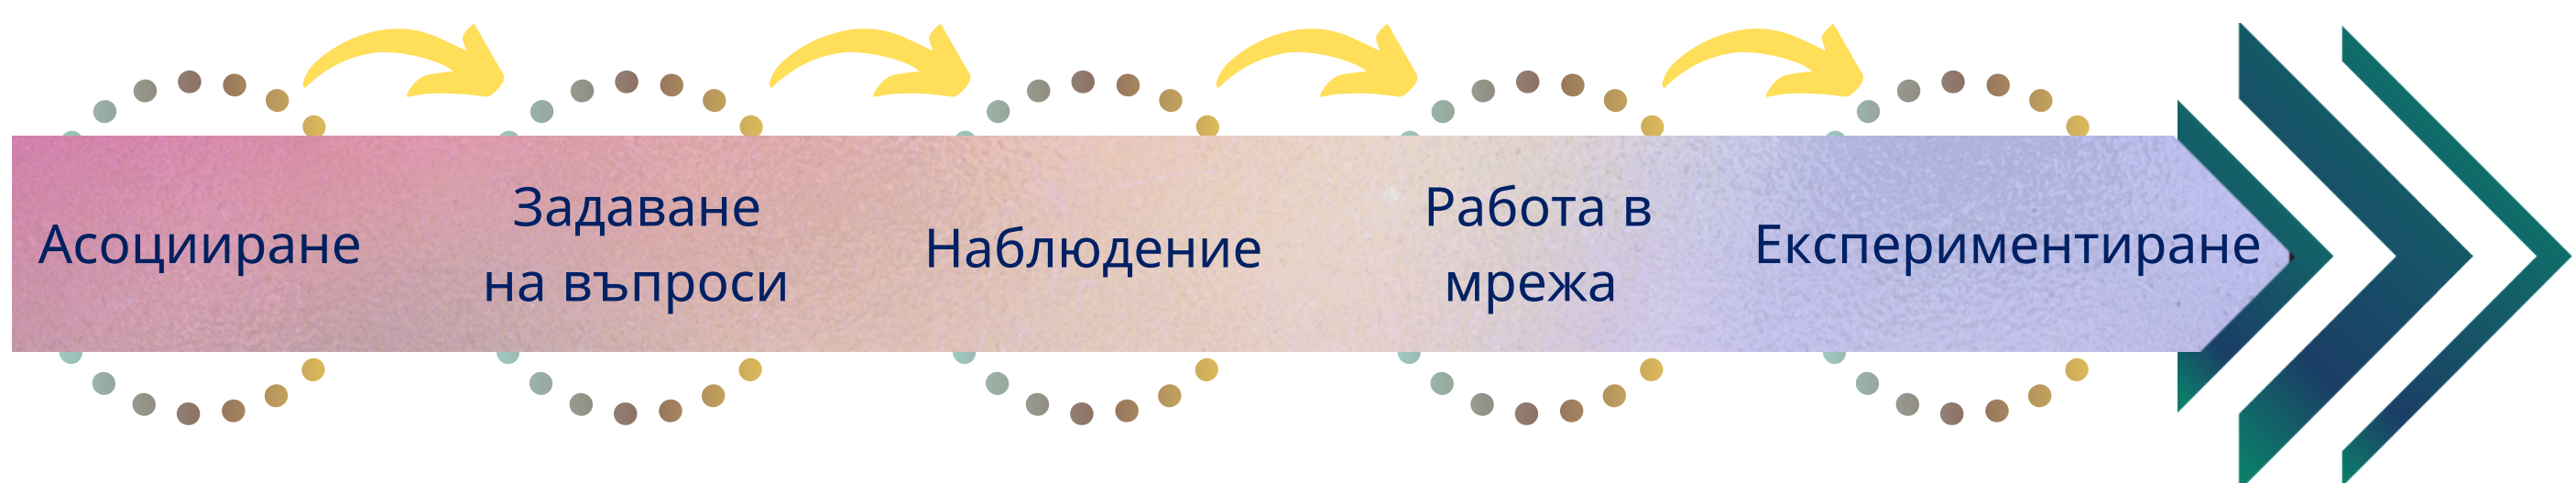 Асоцииране
Задаване
на въпроси
Наблюдение
Работа в
мрежа
Експериментиране